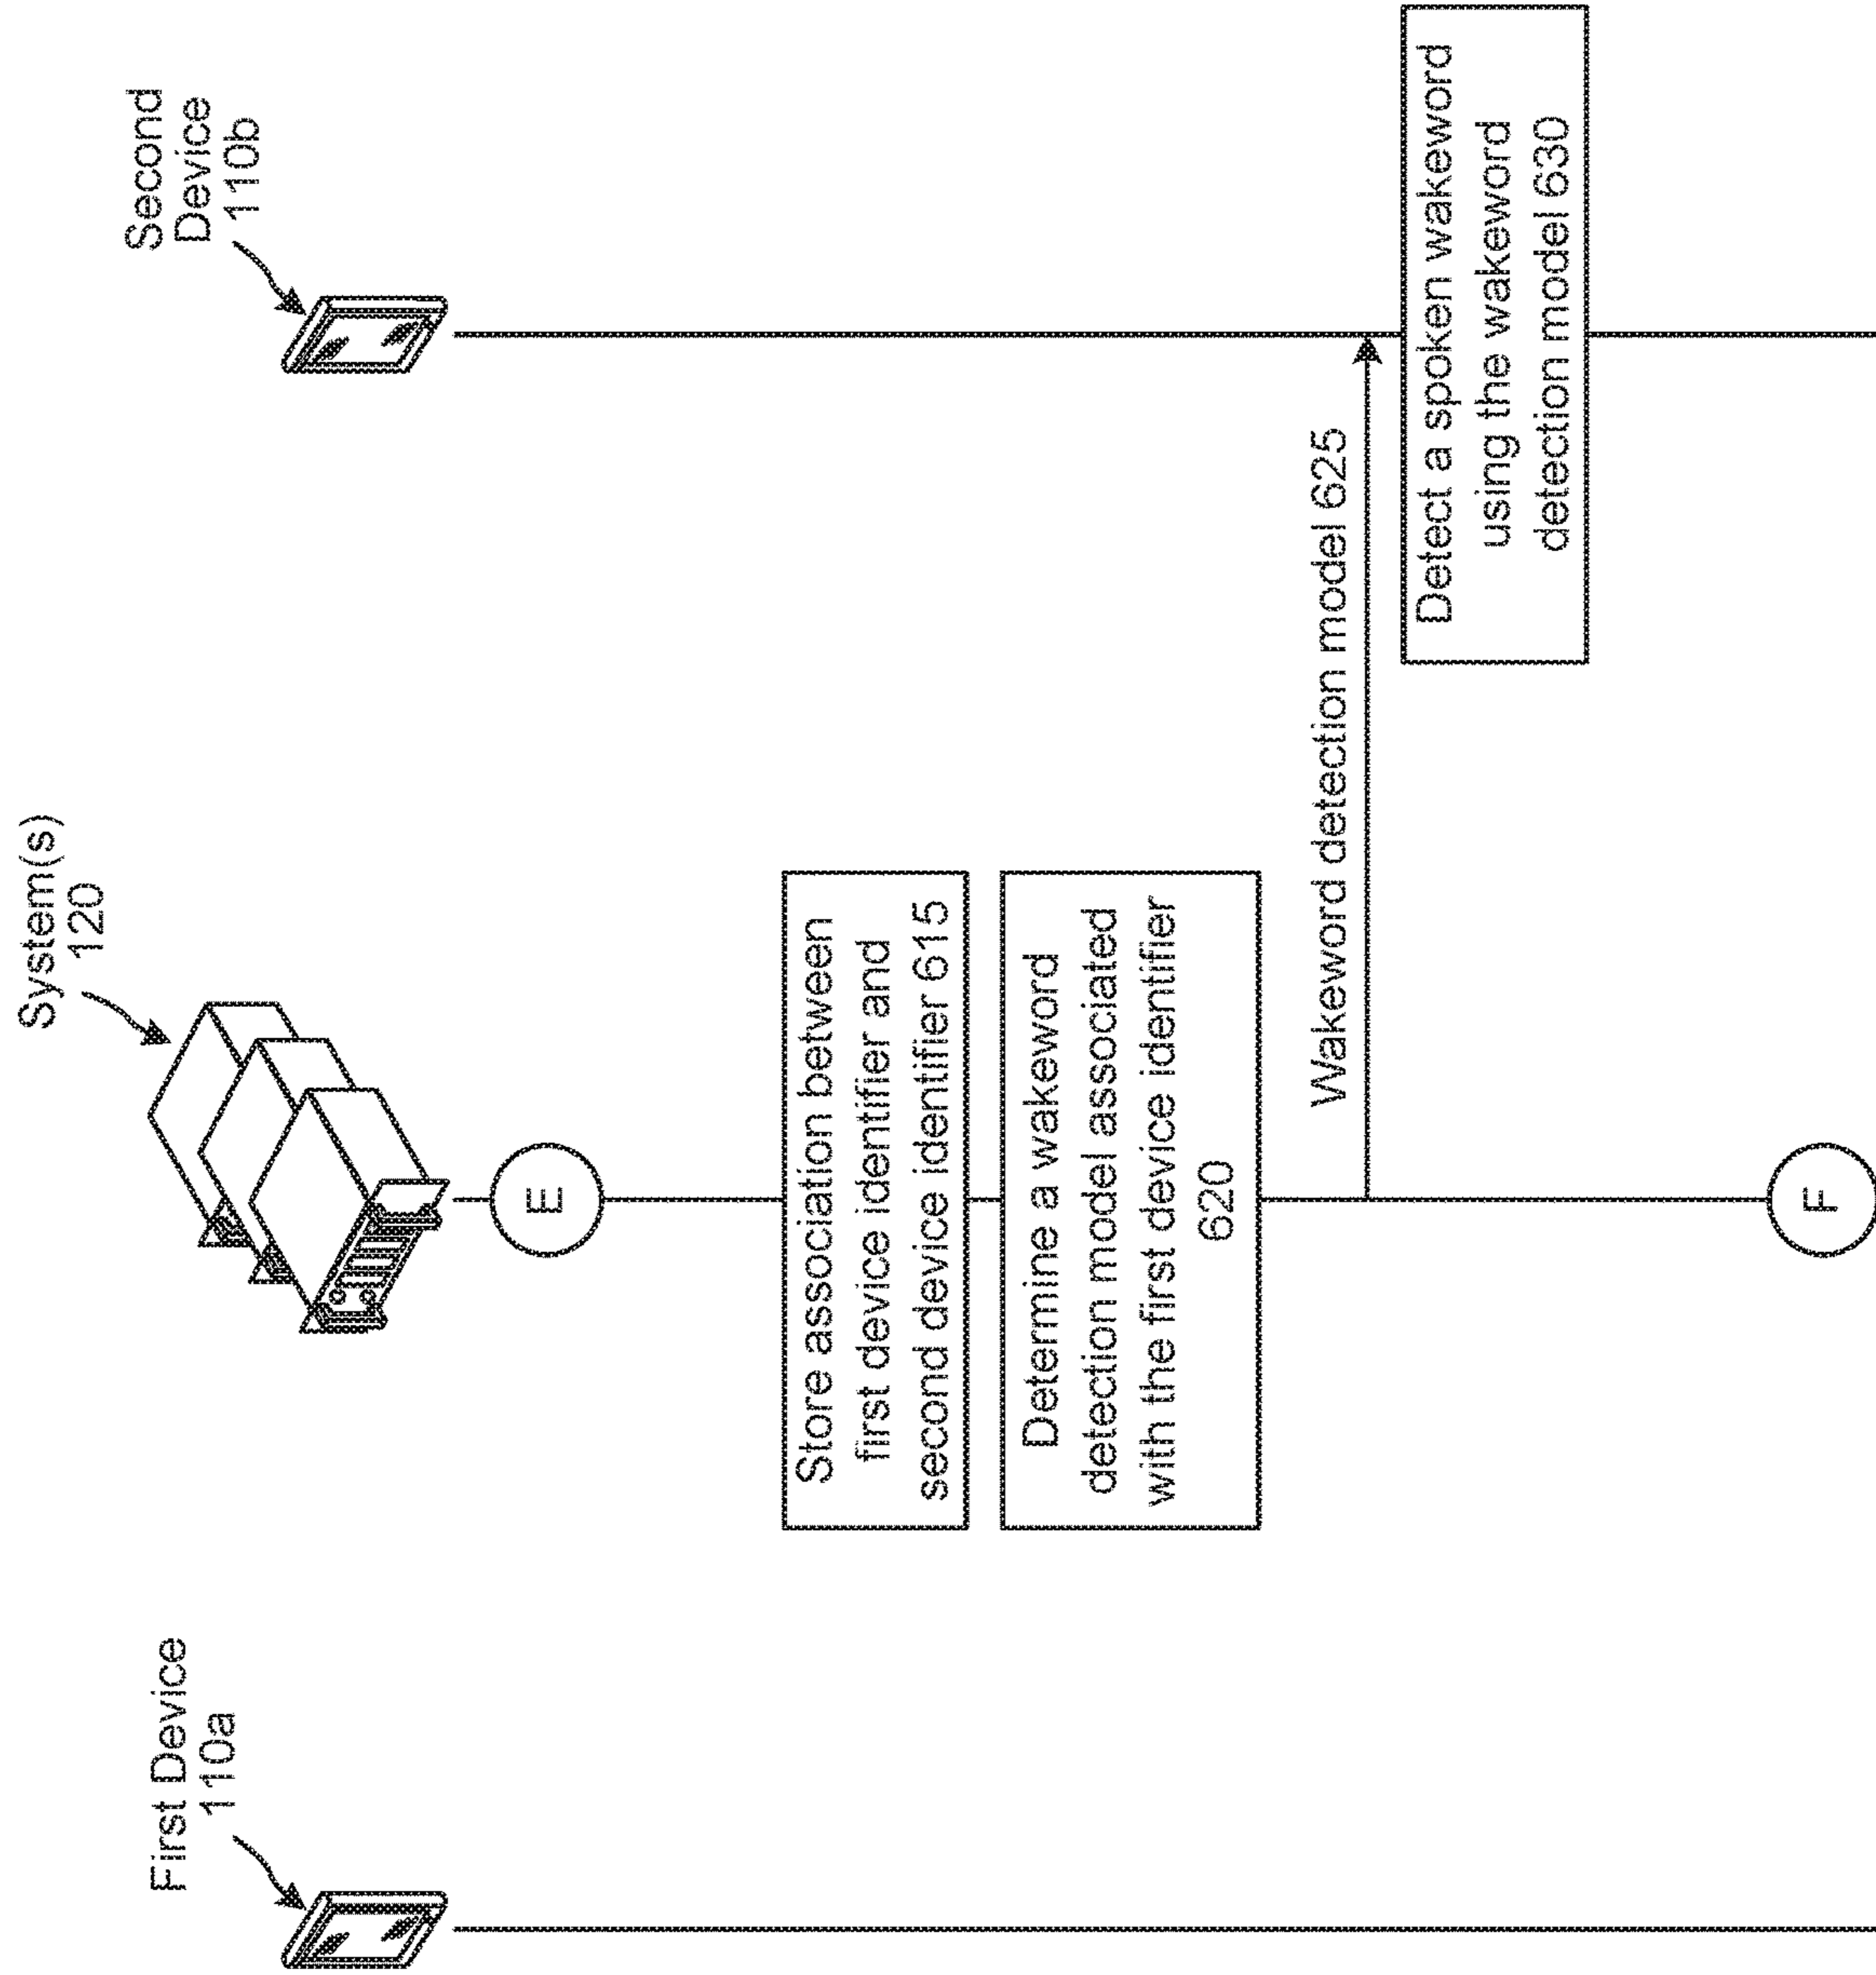 First Device
110a
System(s)
120
Second
Device
110b
E
Store association between
first device identifier and
second device identifier 615
Determine a wakeword
detection model associated
with the first device identifier
620
Wakeword detection model 625
Detect a spoken wakeword
using the wakeword
detection model 630
F